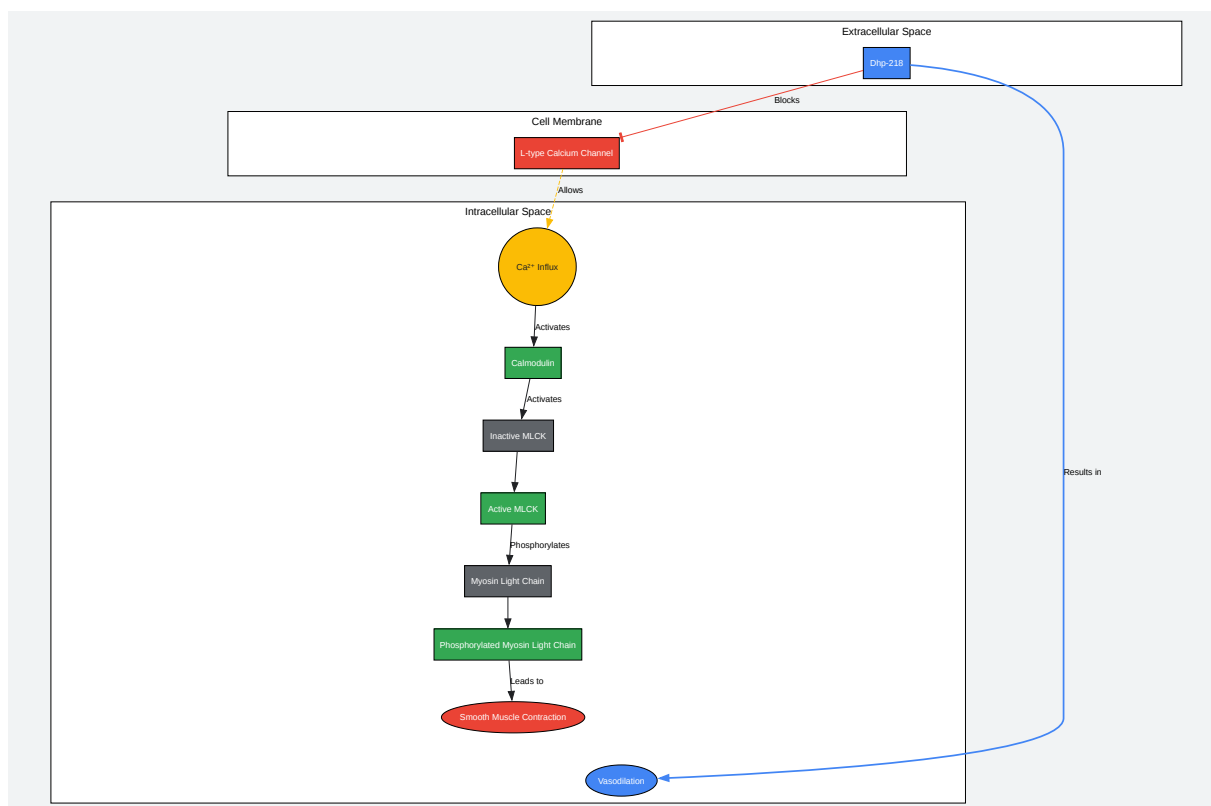 Extracellular Space
Dhp-218
Blocks
Cell Membrane
L-type Calcium Channel
Allows
Intracellular Space
Ca²⁺ Influx
Activates
Calmodulin
Activates
Inactive MLCK
Results in
Active MLCK
Phosphorylates
Myosin Light Chain
Phosphorylated Myosin Light Chain
Leads to
Smooth Muscle Contraction
Vasodilation